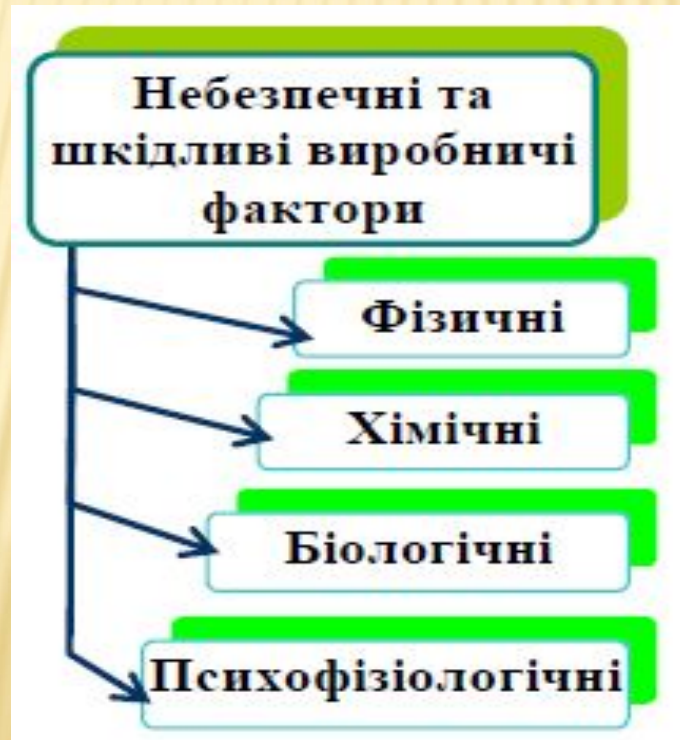 Небезпечні та
шкідливі виробничі
фактори
Фізичні
Хімічні
Біологічні
Психофізіологічні